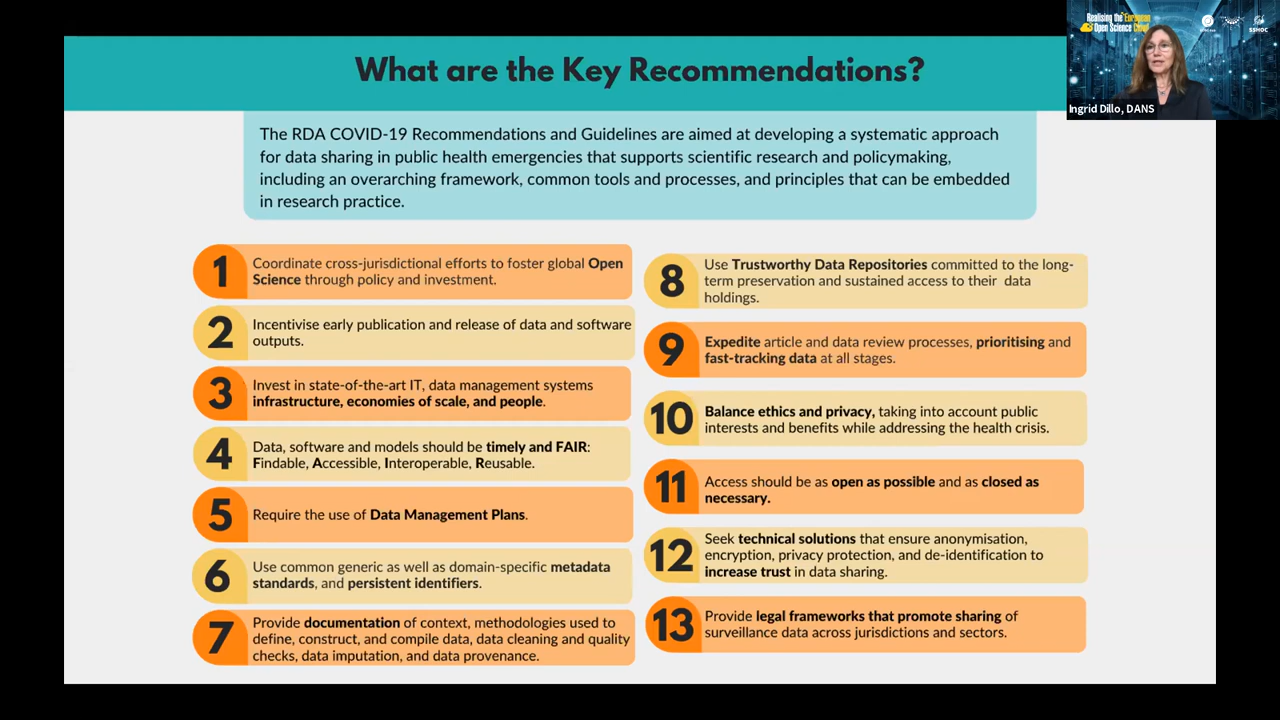 What are the Key Recommendations?
Realising the European
Open Science Cloud
SSHOC
Ingrid Dillo, DANS
The RDA COVID-19 Recommendations and Guidelines are aimed at developing a systematic approach
for data sharing in public health emergencies that supports scientific research and policymaking,
including an overarching framework, common tools and processes, and principles that can be embedded
in research practice.
1
Coordinate cross-jurisdictional efforts to foster global Open
Science through policy and investment.
2
Incentivise early publication and release of data and software
outputs.
3
Invest in state-of-the-art IT, data management systems
infrastructure, economies of scale, and people.
4
Data, software and models should be timely and FAIR:
Findable, Accessible, Interoperable, Reusable.
5
Require the use of Data Management Plans.
6
Use common generic as well as domain-specific metadata
standards, and persistent identifiers.
7
Provide documentation of context, methodologies used to
define, construct, and compile data, data cleaning and quality
checks, data imputation, and data provenance.
8
Use Trustworthy Data Repositories committed to the long-
term preservation and sustained access to their data
holdings.
9
Expedite article and data review processes, prioritising and
fast-tracking data at all stages.
10
Balance ethics and privacy, taking into account public
interests and benefits while addressing the health crisis.
11
Access should be as open as possible and as closed as
necessary.
12
Seek technical solutions that ensure anonymisation,
encryption, privacy protection, and de-identification to
increase trust in data sharing.
13
Provide legal frameworks that promote sharing of
surveillance data across jurisdictions and sectors.